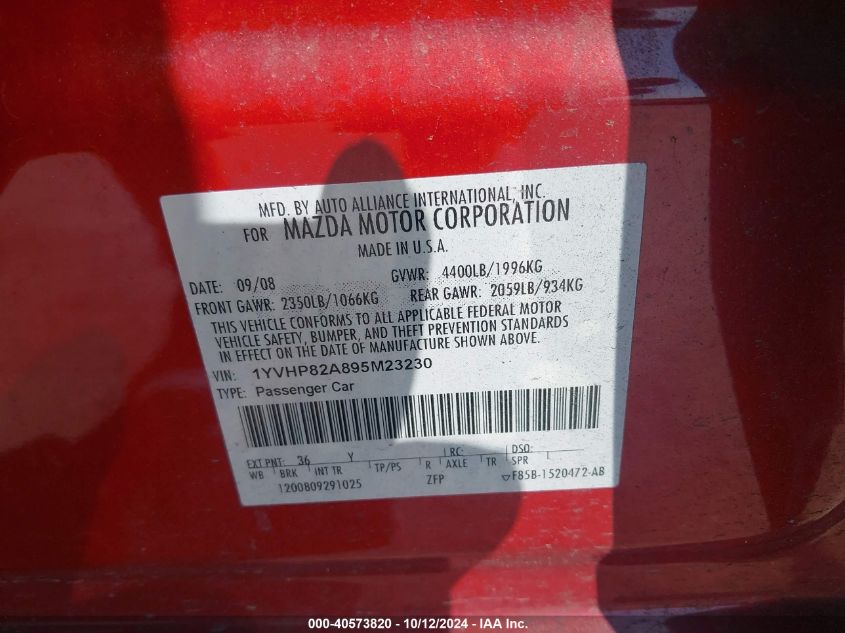 MFD. BY AUTO ALLIANCE INTERNATIONAL, INC.
FOR MAZDA MOTOR CORPORATION
MADE IN U.S.A.
DATE: 09/08 GVWR: 4400LB/1996KG
FRONT GAWR: 2350LB/1066KG REAR GAWR: 2059LB/934KG
THIS VEHICLE CONFORMS TO ALL APPLICABLE FEDERAL MOTOR
VEHICLE SAFETY, BUMPER, AND THEFT PREVENTION STANDARDS
IN EFFECT ON THE DATE OF MANUFACTURE SHOWN ABOVE.
VIN: 1YVHP82A895M23230
TYPE: Passenger Car
EXT PNT: 36 Y RC: DSO:
WB BRK INT TR TP/PS R AXLE TR SPR
1200809291025 ZFP F85B-1520472-AB
000-40573820 - 10/12/2024 - IAA Inc.